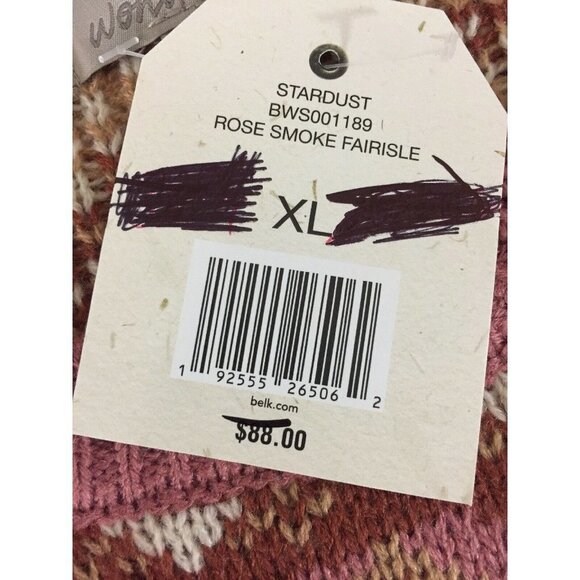 STARDUST
BWS001189
ROSE SMOKE FAIRISLE
XL
1 92555 26506 2
belk.com
$88.00